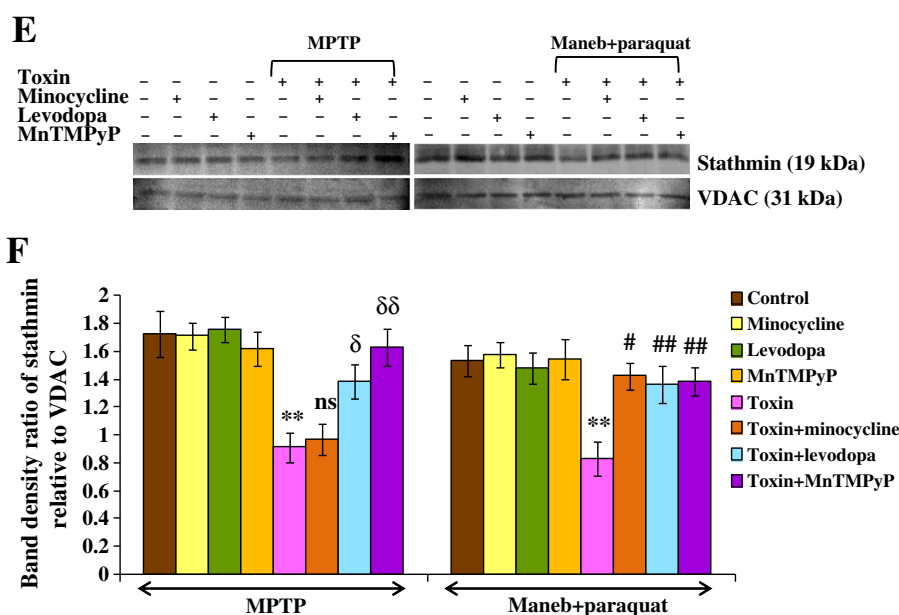 E
MPTP
Maneb+paraquat
Toxin – – – – + + + + – – – – + + + +
Minocycline – + – – – + – – – + – – – + – –
Levodopa – – + – – – + – – – + – – – + –
MnTMPyP – – – + – – – + – – – + – – – +
Stathmin (19 kDa)
VDAC (31 kDa)
F
Band density ratio of stathmin
relative to VDAC
2
1.8
1.6
1.4
1.2
1
0.8
0.6
0.4
0.2
0
** ns δ δδ
** # ## ##
MPTP
Maneb+paraquat
Control
Minocycline
Levodopa
MnTMPyP
Toxin
Toxin+minocycline
Toxin+levodopa
Toxin+MnTMPyP